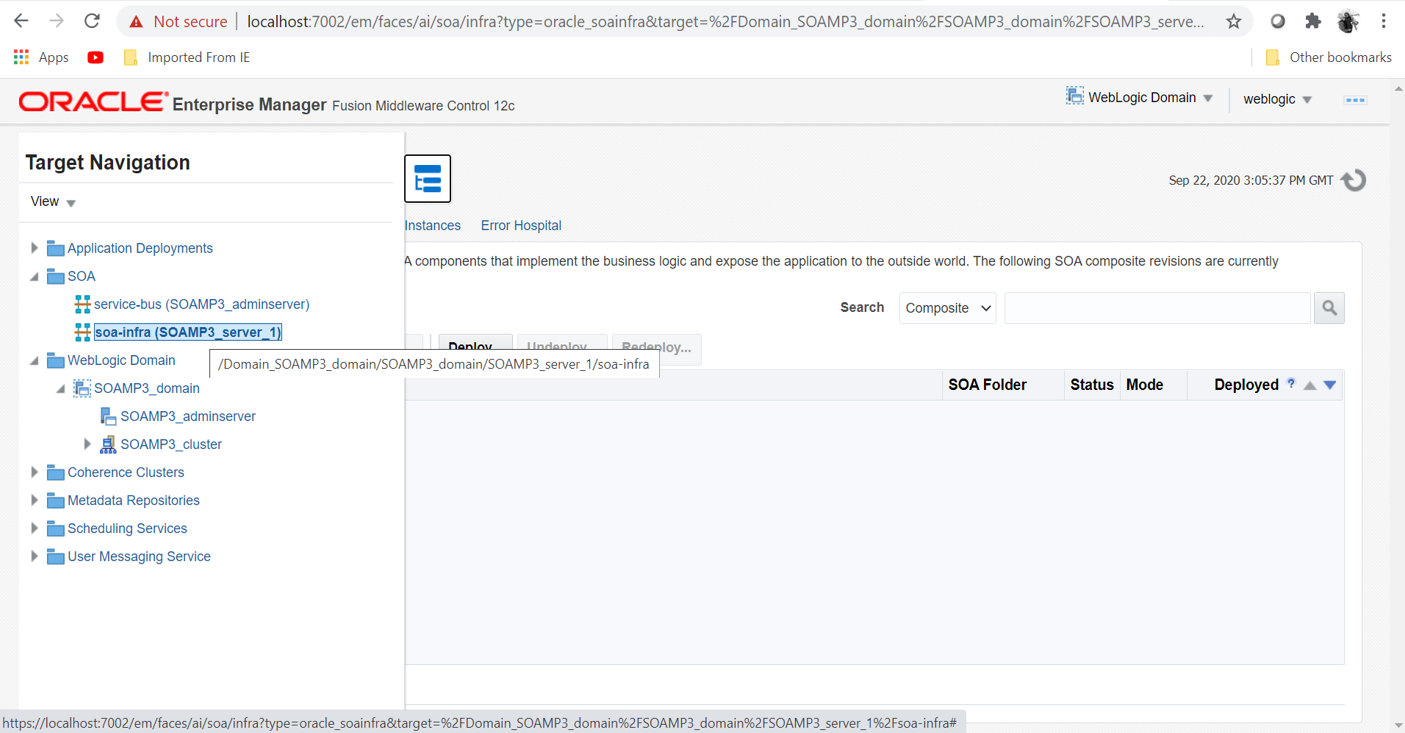 Not secure | localhost:7002/em/faces/ai/soa/infra?type=oracle_soainfra&target=%2FDomain_SOAMP3_domain%2FSOAMP3_domain%2FSOAMP3_serve...
Apps Imported From IE Other bookmarks
ORACLE® Enterprise Manager Fusion Middleware Control 12c WebLogic Domain weblogic
Target Navigation
Sep 22, 2020 3:05:37 PM GMT
View
Instances Error Hospital
Application Deployments
A components that implement the business logic and expose the application to the outside world. The following SOA composite revisions are currently
SOA
service-bus (SOAMP3_adminserver)
Search Composite
soa-infra (SOAMP3_server_1)
Deploy... Undeploy... Redeploy...
WebLogic Domain
/Domain_SOAMP3_domain/SOAMP3_domain/SOAMP3_server_1/soa-infra
SOAMP3_domain
SOA Folder Status Mode Deployed ?
SOAMP3_adminserver
SOAMP3_cluster
Coherence Clusters
Metadata Repositories
Scheduling Services
User Messaging Service
https://localhost:7002/em/faces/ai/soa/infra?type=oracle_soainfra&target=%2FDomain_SOAMP3_domain%2FSOAMP3_domain%2FSOAMP3_server_1%2Fsoa-infra#